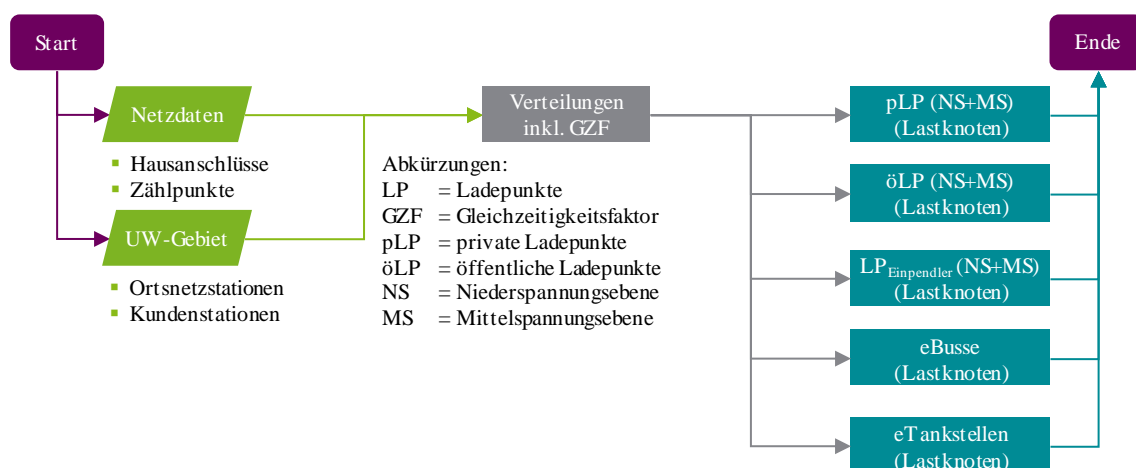 Start
Ende
Netzdaten
▪ Hausanschlüsse
▪ Zählpunkte
UW-Gebiet
▪ Ortsnetzstationen
▪ Kundenstationen
Verteilungen
inkl. GZF
Abkürzungen:
LP = Ladepunkte
GZF = Gleichzeitigkeitsfaktor
pLP = private Ladepunkte
öLP = öffentliche Ladepunkte
NS = Niederspannungsebene
MS = Mittelspannungsebene
pLP (NS+MS)
(Lastknoten)
öLP (NS+MS)
(Lastknoten)
LP Einpendler (NS+MS)
(Lastknoten)
eBusse
(Lastknoten)
eTankstellen
(Lastknoten)